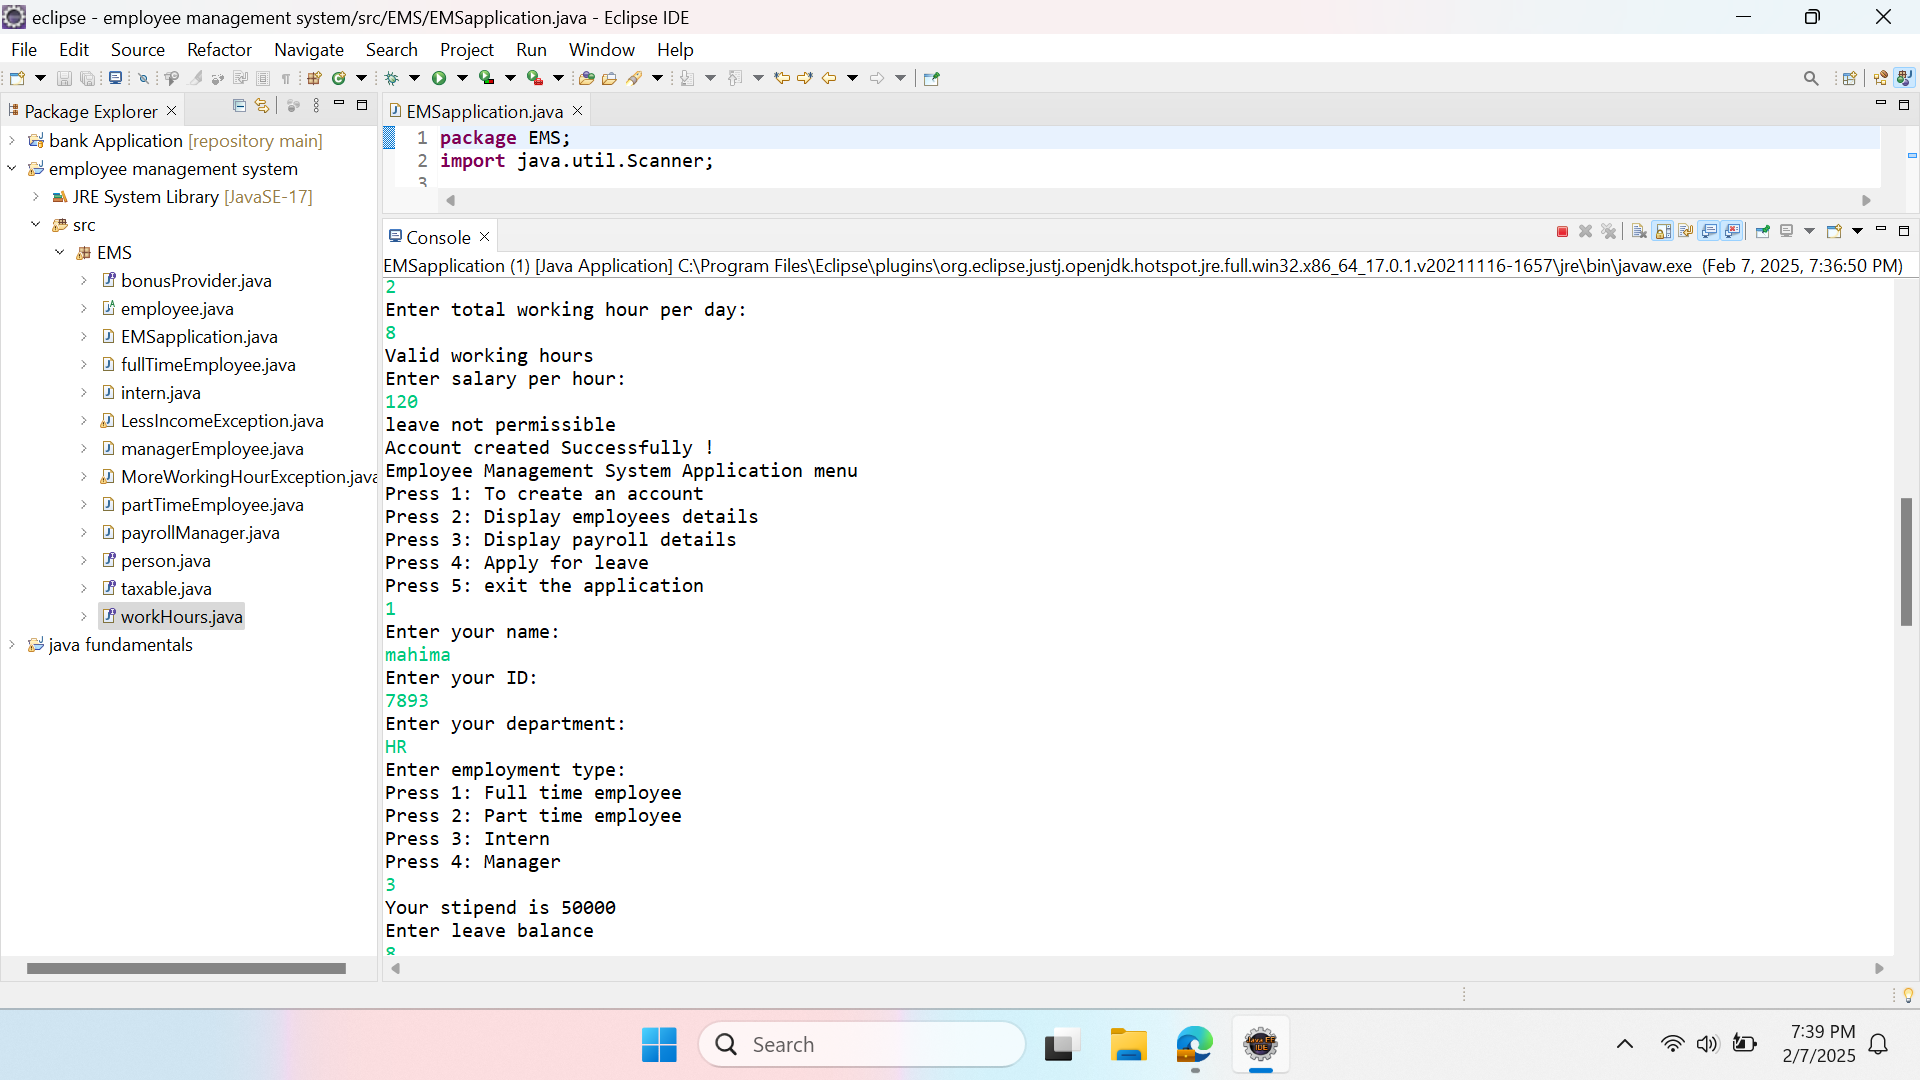 eclipse - employee management system/src/EMS/EMSapplication.java - Eclipse IDE
File Edit Source Refactor Navigate Search Project Run Window Help
Package Explorer
bank Application [repository main]
employee management system
JRE System Library [JavaSE-17]
src
EMS
bonusProvider.java
employee.java
EMSapplication.java
fullTimeEmployee.java
intern.java
LessIncomeException.java
managerEmployee.java
MoreWorkingHourException.java
partTimeEmployee.java
payrollManager.java
person.java
taxable.java
workHours.java
java fundamentals
EMSapplication.java
1 package EMS;
2 import java.util.Scanner;
3
Console
EMSapplication (1) [Java Application] C:\Program Files\Eclipse\plugins\org.eclipse.justj.openjdk.hotspot.jre.full.win32.x86_64_17.0.1.v20211116-1657\jre\bin\javaw.exe (Feb 7, 2025, 7:36:50 PM)
2
Enter total working hour per day:
8
Valid working hours
Enter salary per hour:
120
leave not permissible
Account created Successfully !
Employee Management System Application menu
Press 1: To create an account
Press 2: Display employees details
Press 3: Display payroll details
Press 4: Apply for leave
Press 5: exit the application
1
Enter your name:
mahima
Enter your ID:
7893
Enter your department:
HR
Enter employment type:
Press 1: Full time employee
Press 2: Part time employee
Press 3: Intern
Press 4: Manager
3
Your stipend is 50000
Enter leave balance
8
Search
7:39 PM
2/7/2025